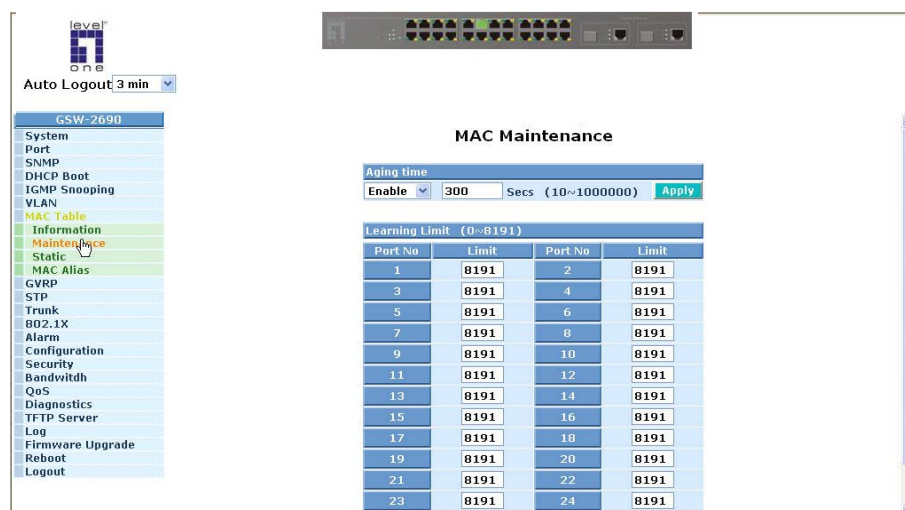 level
one
Auto Logout 3 min
GSW-2690
System
Port
SNMP
DHCP Boot
IGMP Snooping
VLAN
MAC Table
Information
Maintenance
Static
MAC Alias
GVRP
STP
Trunk
802.1X
Alarm
Configuration
Security
Bandwitdh
QoS
Diagnostics
TFTP Server
Log
Firmware Upgrade
Reboot
Logout
MAC Maintenance
Aging time
Enable 300 Secs (10~1000000) Apply
Learning Limit (0~8191)
Port No Limit Port No Limit
1 8191 2 8191
3 8191 4 8191
5 8191 6 8191
7 8191 8 8191
9 8191 10 8191
11 8191 12 8191
13 8191 14 8191
15 8191 16 8191
17 8191 18 8191
19 8191 20 8191
21 8191 22 8191
23 8191 24 8191